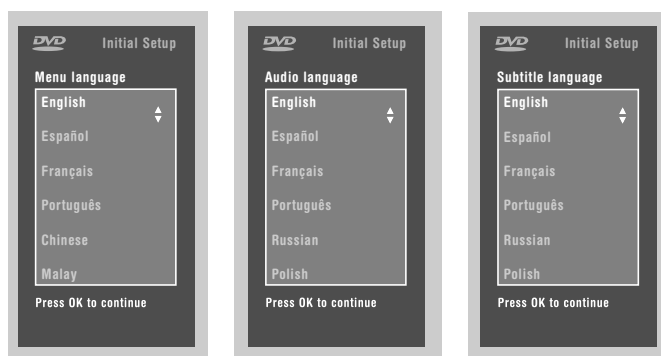 DVD Initial Setup
Menu language
English
Español
Français
Português
Chinese
Malay
Press OK to continue
DVD Initial Setup
Audio language
English
Español
Français
Português
Russian
Polish
Press OK to continue
DVD Initial Setup
Subtitle language
English
Español
Français
Português
Russian
Polish
Press OK to continue